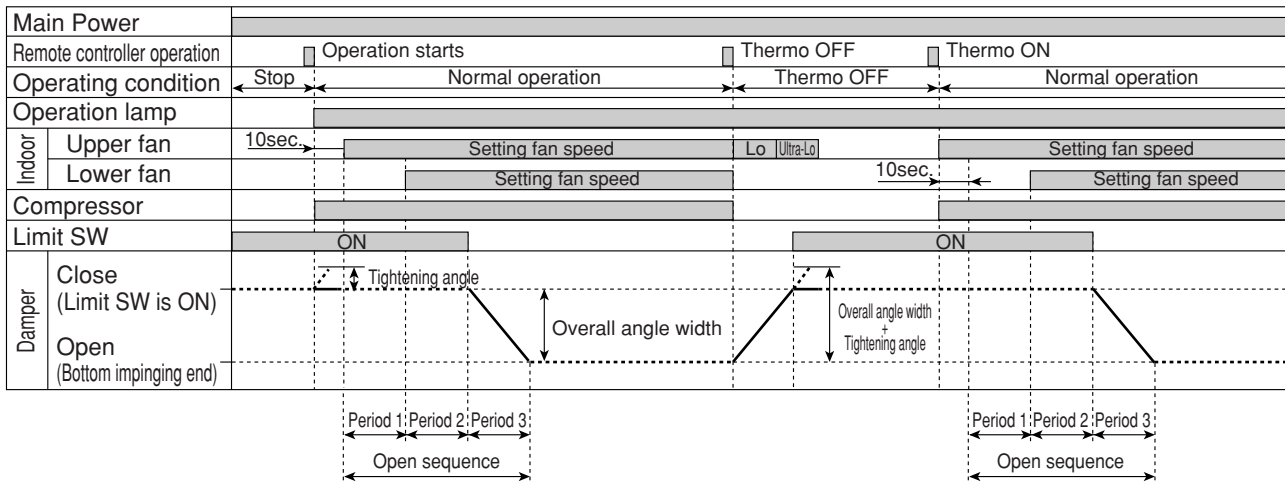 Main Power
Remote controller operation
Operation starts
Thermo OFF
Thermo ON
Operating condition
Stop
Normal operation
Thermo OFF
Normal operation
Operation lamp
Indoor
Upper fan
10sec.
Setting fan speed
Lo
Ultra-Lo
Setting fan speed
Lower fan
Setting fan speed
10sec.
Setting fan speed
Compressor
Limit SW
ON
ON
Damper
Close
(Limit SW is ON)
Tightening angle
Overall angle width
Overall angle width
+
Tightening angle
Open
(Bottom impinging end)
Period 1
Period 2
Period 3
Period 1
Period 2
Period 3
Open sequence
Open sequence